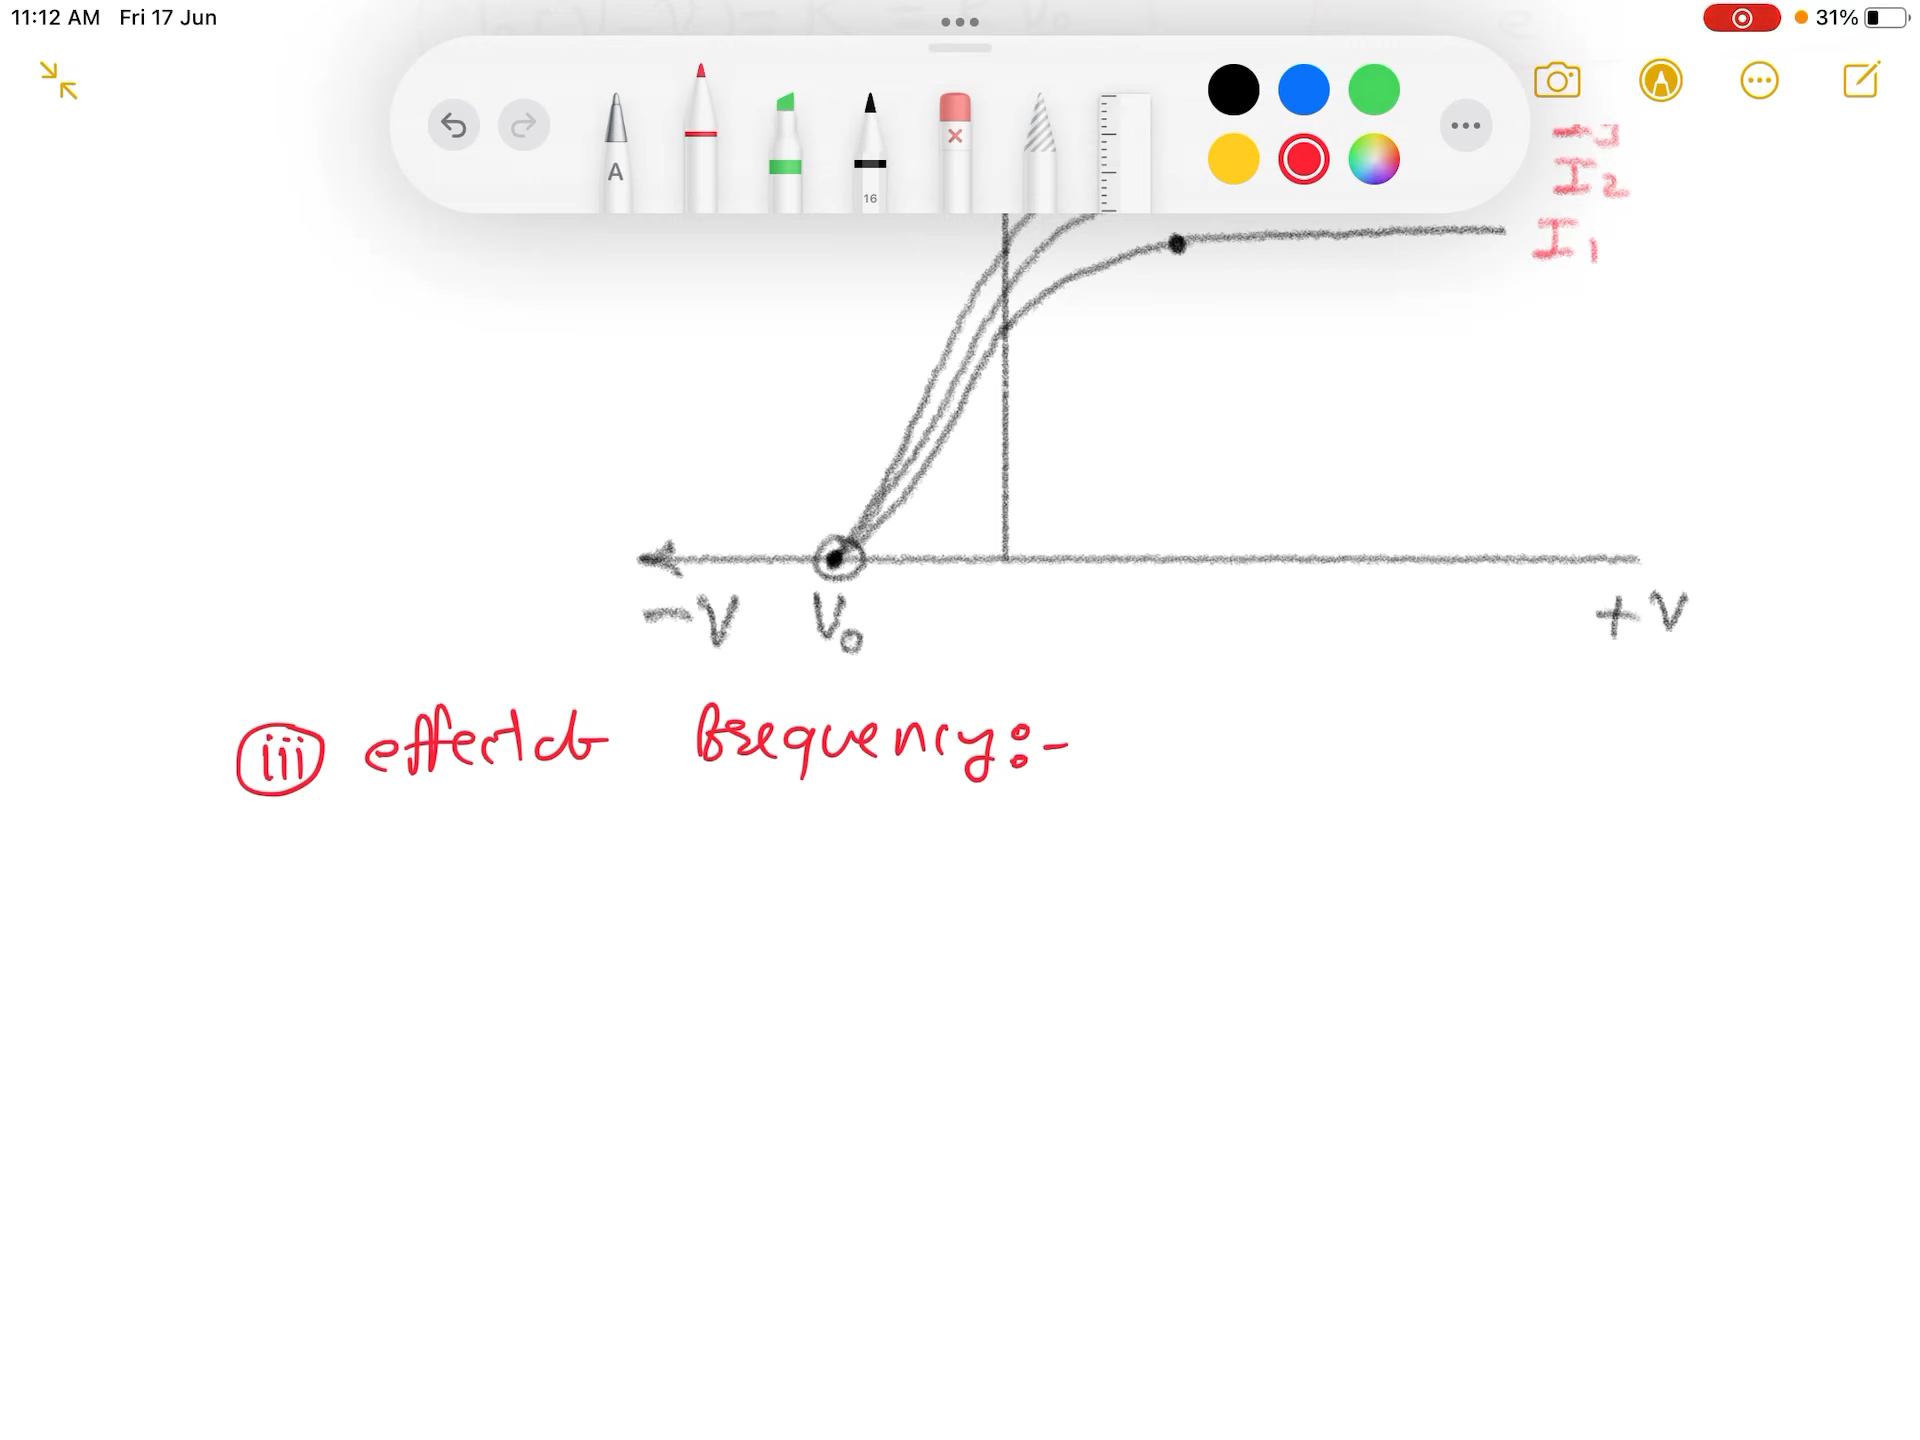 11:12 AM Fri 17 Jun
31%
A
16
I2
I1
-V V0 +V
iii effect of frequency:-